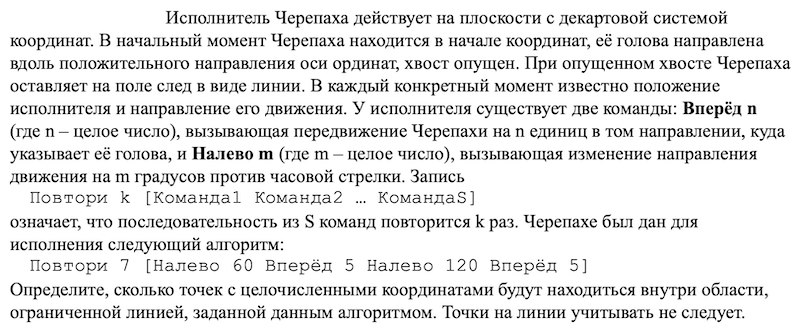 Исполнитель Черепаха действует на плоскости с декартовой системой
координат. В начальный момент Черепаха находится в начале координат, её голова направлена
вдоль положительного направления оси ординат, хвост опущен. При опущенном хвосте Черепаха
оставляет на поле след в виде линии. В каждый конкретный момент известно положение
исполнителя и направление его движения. У исполнителя существует две команды: Вперёд n
(где n – целое число), вызывающая передвижение Черепахи на n единиц в том направлении, куда
указывает её голова, и Налево m (где m – целое число), вызывающая изменение направления
движения на m градусов против часовой стрелки. Запись
Повтори k [Команда1 Команда2 … КомандаS]
означает, что последовательность из S команд повторится k раз. Черепахе был дан для
исполнения следующий алгоритм:
Повтори 7 [Налево 60 Вперёд 5 Налево 120 Вперёд 5]
Определите, сколько точек с целочисленными координатами будут находиться внутри области,
ограниченной линией, заданной данным алгоритмом. Точки на линии учитывать не следует.